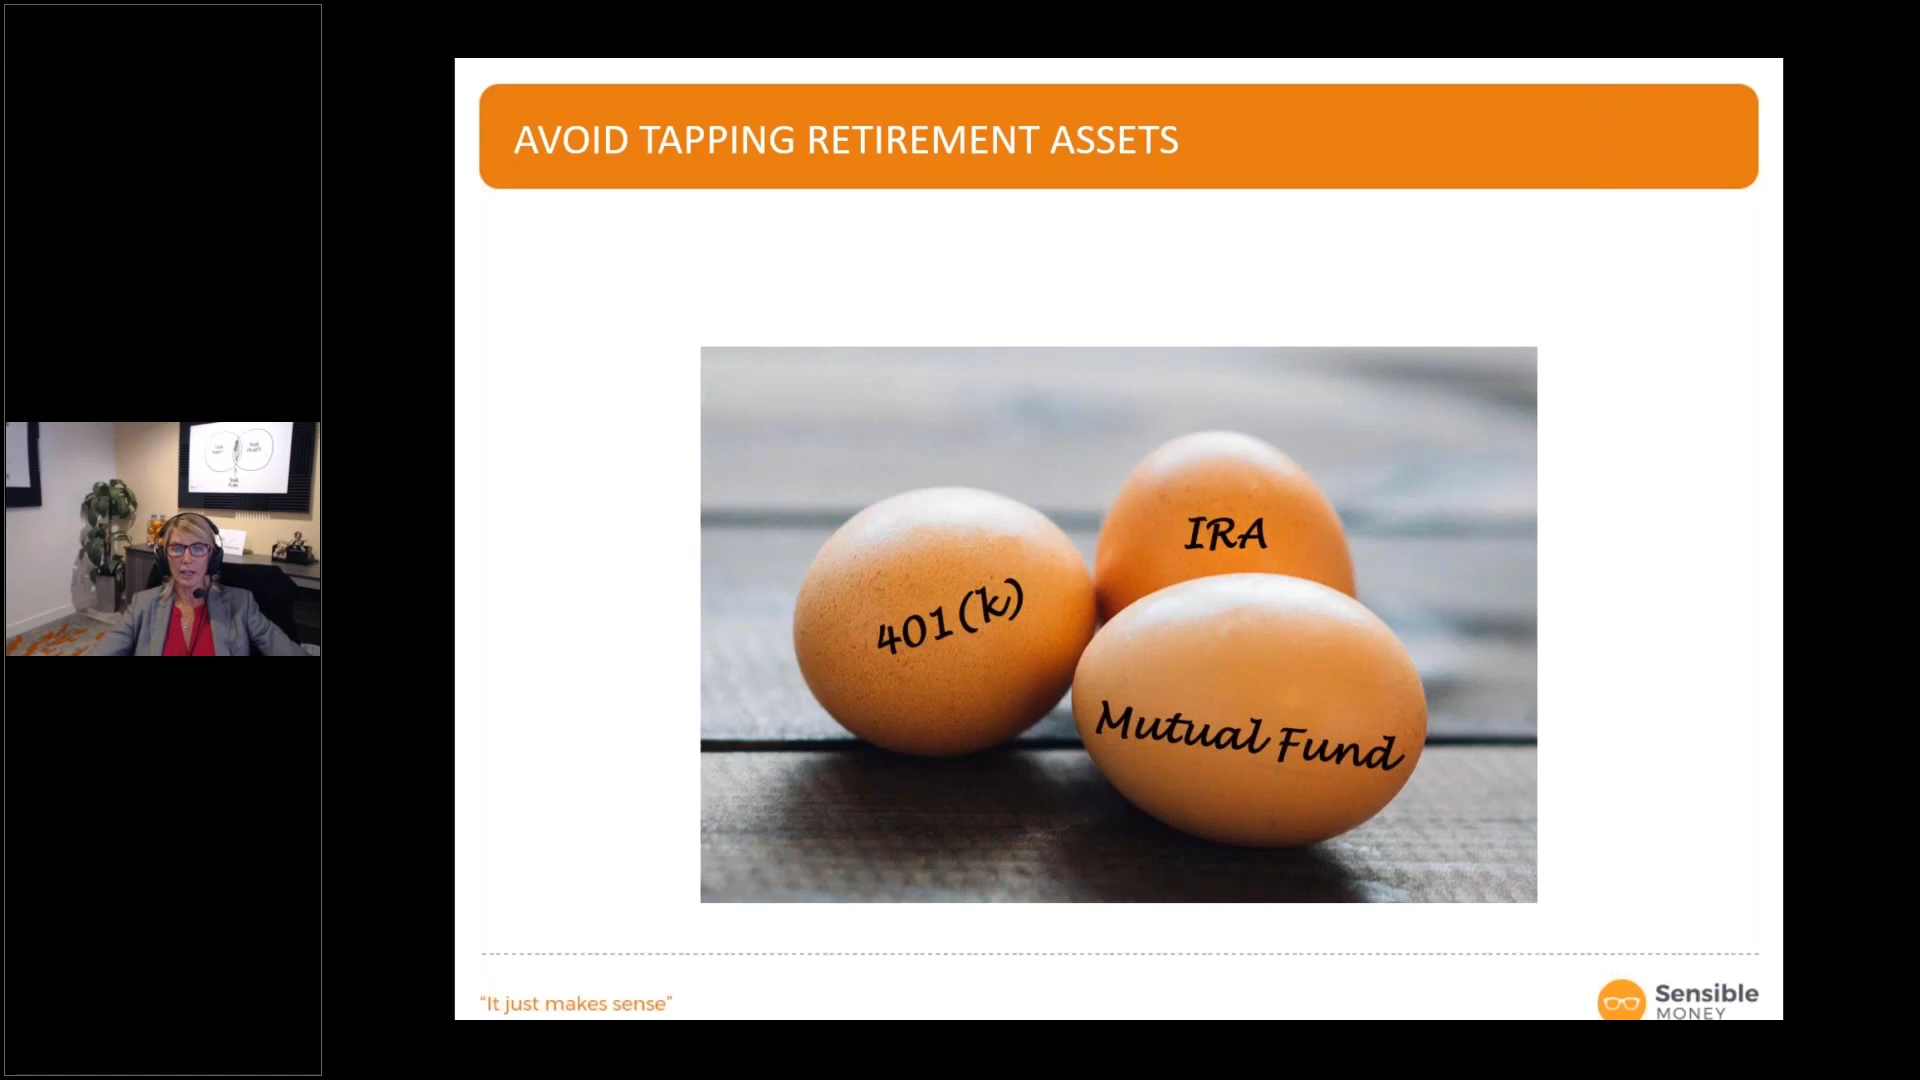 AVOID TAPPING RETIREMENT ASSETS
IRA
401(k)
Mutual Fund
“It just makes sense”
Sensible
MONEY